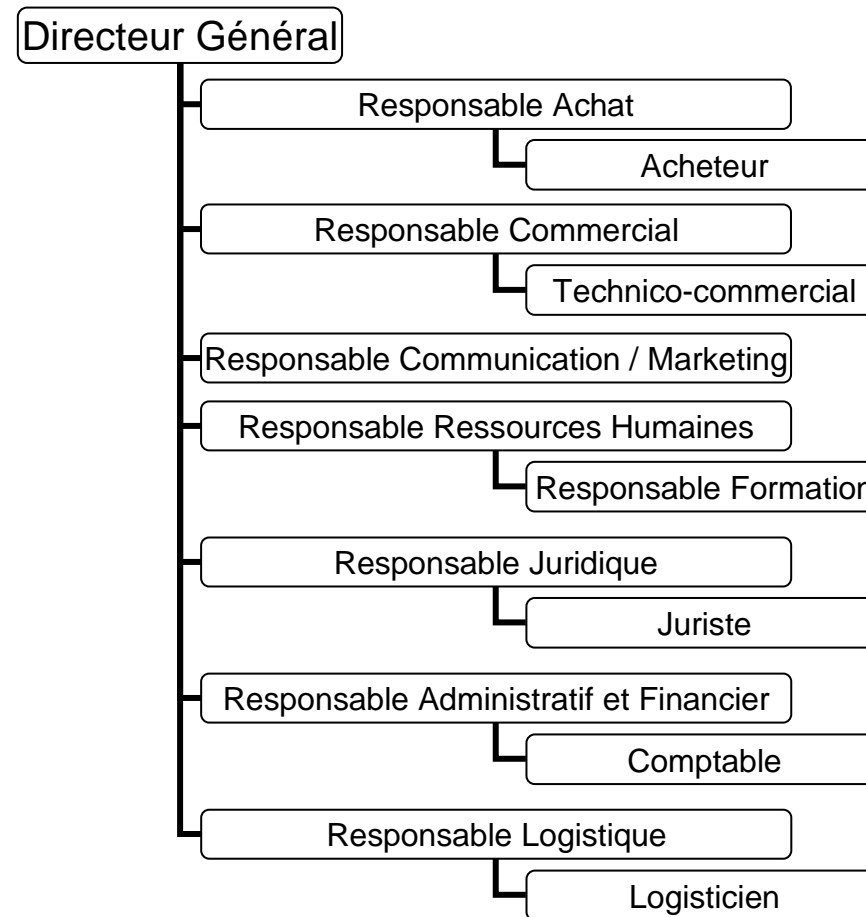 Directeur Général
Responsable Achat
Acheteur
Responsable Commercial
Technico-commercial
Responsable Communication / Marketing
Responsable Ressources Humaines
Responsable Formation
Responsable Juridique
Juriste
Responsable Administratif et Financier
Comptable
Responsable Logistique
Logisticien